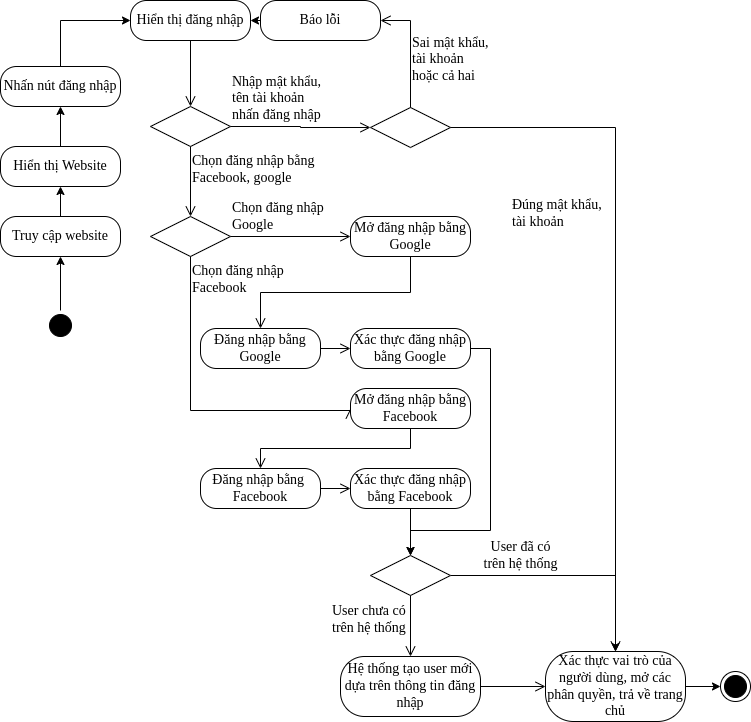 Hiển thị đăng nhập
Báo lỗi
Sai mật khẩu,
tài khoản
hoặc cả hai
Nhấn nút đăng nhập
Nhập mật khẩu,
tên tài khoản
nhấn đăng nhập
Hiển thị Website
Chọn đăng nhập bằng
Facebook, google
Truy cập website
Chọn đăng nhập
Google
Mở đăng nhập bằng
Google
Đúng mật khẩu,
tài khoản
Chọn đăng nhập
Facebook
Đăng nhập bằng
Google
Xác thực đăng nhập
bằng Google
Mở đăng nhập bằng
Facebook
Đăng nhập bằng
Facebook
Xác thực đăng nhập
bằng Facebook
User đã có
trên hệ thống
User chưa có
trên hệ thống
Hệ thống tạo user mới
dựa trên thông tin đăng
nhập
Xác thực vai trò của
người dùng, mở các
phân quyền, trả về trang
chủ